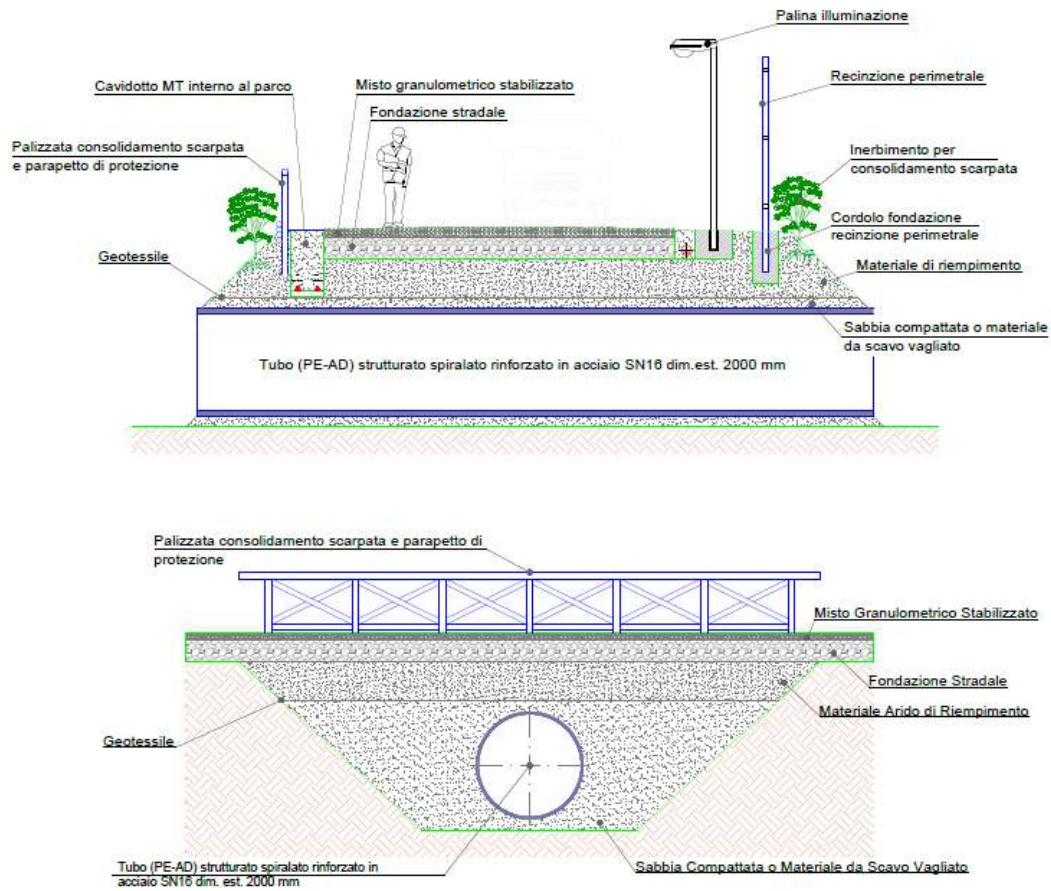 Palina illuminazione
Cavidotto MT interno al parco
Misto granulometrico stabilizzato
Recinzione perimetrale
Fondazione stradale
Palizzata consolidamento scarpata
e parapetto di protezione
Inerbimento per
consolidamento scarpata
Cordolo fondazione
recinzione perimetrale
Geotessile
Materiale di riempimento
Sabbia compattata o materiale
da scavo vagliato
Tubo (PE-AD) strutturato spiralato rinforzato in acciaio SN16 dim.est. 2000 mm
Palizzata consolidamento scarpata e parapetto di
protezione
Misto Granulometrico Stabilizzato
Fondazione Stradale
Materiale Arido di Riempimento
Geotessile
Tubo (PE-AD) strutturato spiralato rinforzato in
acciaio SN16 dim. est. 2000 mm
Sabbia Compattata o Materiale da Scavo Vagliato